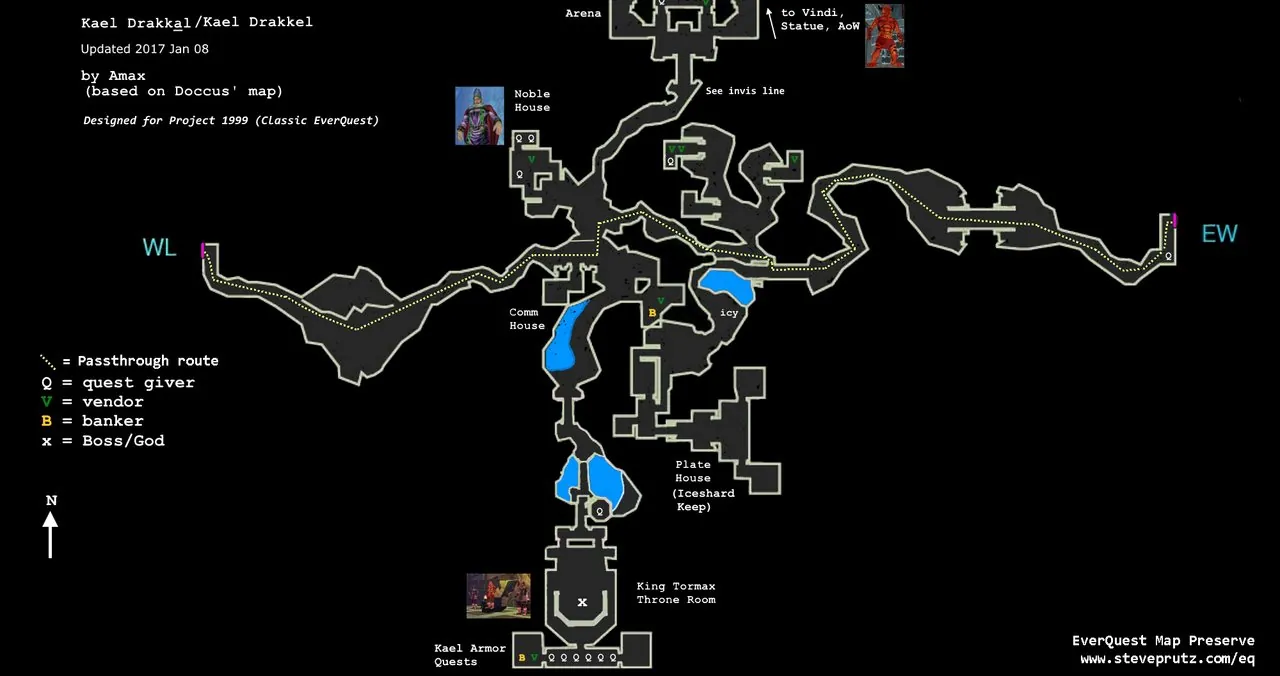 Kael Drakkal/Kael Drakkel
Updated 2017 Jan 08
by Amax
(based on Doccus' map)
Designed for Project 1999 (Classic EverQuest)
Arena
V
to Vindi,
Statue, AoW
See invis line
Noble
House
Q Q
V
Q
V V
Q
V
WL
EW
Q
Comm
House
V
B
icy
= Passthrough route
Q = quest giver
V = vendor
B = banker
x = Boss/God
N
Plate
House
(Iceshard
Keep)
Q
King Tormax
Throne Room
x
Kael Armor
Quests
B V Q Q Q Q Q Q
EverQuest Map Preserve
www.steveprutz.com/eq